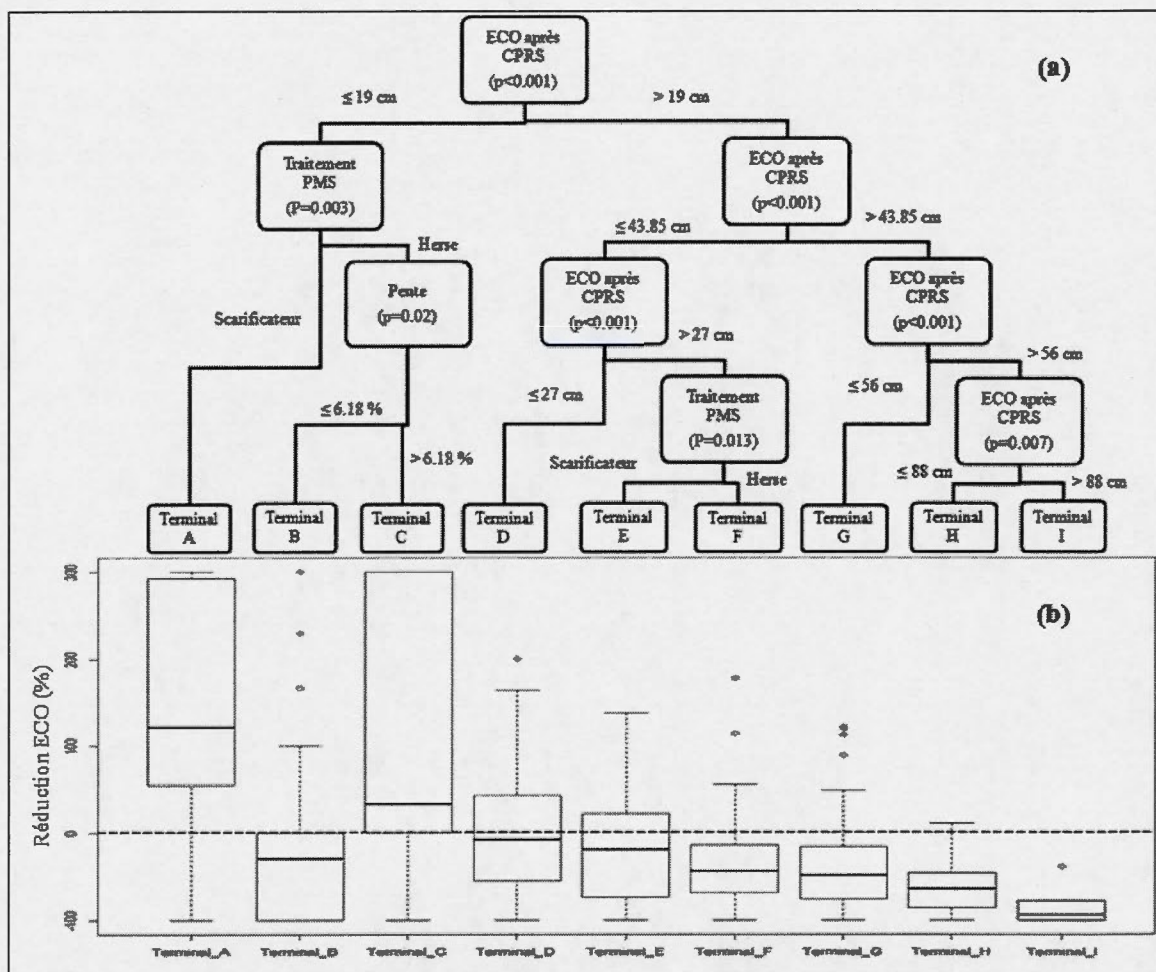 ECO après
CPRS
(p<0.001)
(a)
≤ 19 cm
> 19 cm
Traitement
PMS
(P=0.003)
ECO après
CPRS
(p<0.001)
≤43.85 cm
>43.85 cm
Herse
Scarificateur
Pente
(p=0.02)
ECO après
CPRS
(p<0.001)
ECO après
CPRS
(p<0.001)
>27 cm
>56 cm
≤27 cm
≤56 cm
≤6.18 %
>6.18 %
Traitement
PMS
(P=0.013)
ECO après
CPRS
(p=0.007)
Scarificateur
Herse
≤ 88 cm
> 88 cm
Terminal
A
Terminal
B
Terminal
C
Terminal
D
Terminal
E
Terminal
F
Terminal
G
Terminal
H
Terminal
I
(b)
Réduction ECO (%)
300
200
100
0
-100
Terminal_A
Terminal_B
Terminal_C
Terminal_D
Terminal_E
Terminal_F
Terminal_G
Terminal_H
Terminal_I